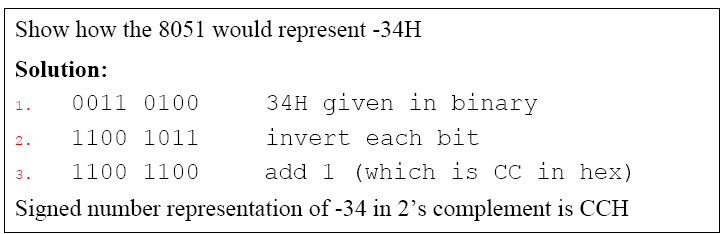 Show how the 8051 would represent -34H
Solution:
1. 0011 0100 34H given in binary
2. 1100 1011 invert each bit
3. 1100 1100 add 1 (which is CC in hex)
Signed number representation of -34 in 2's complement is CCH